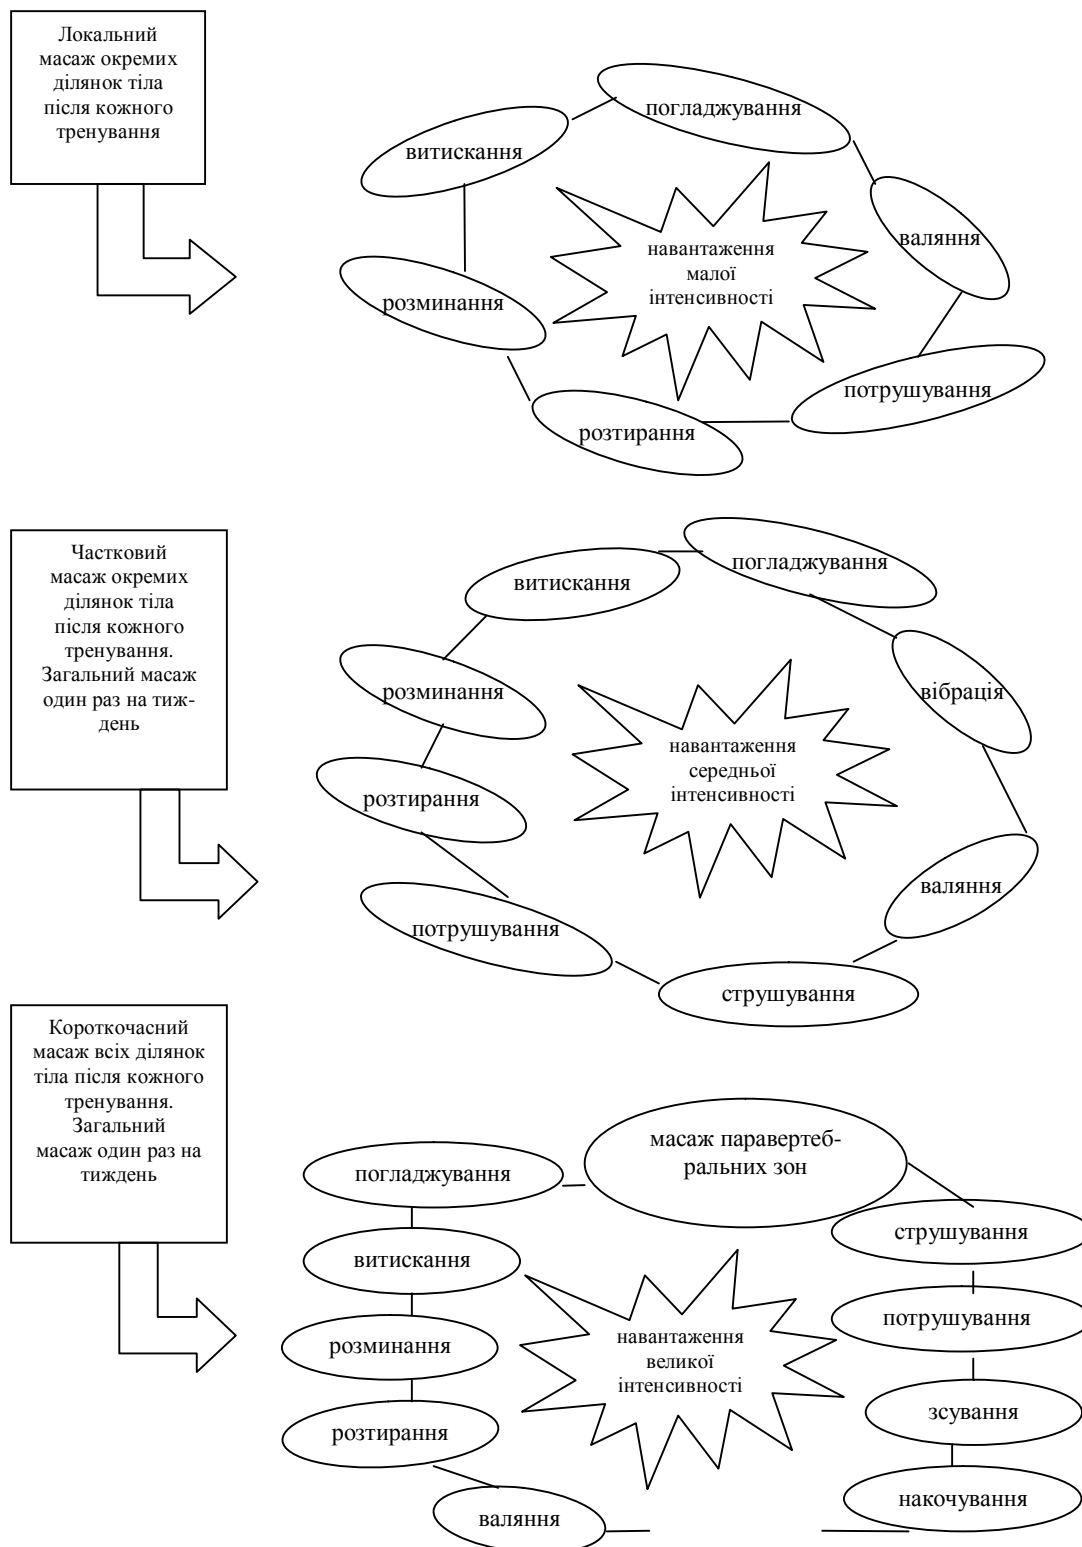 Локальний
масаж окремих
ділянок тіла
після кожного
тренування
погладжування
витискання
валяння
навантаження
малої
інтенсивності
розминання
потрушування
розтирання
Частковий
масаж окремих
ділянок тіла
після кожного
тренування.
Загальний масаж
один раз на тиж-
день
погладжування
витискання
розминання
вібрація
навантаження
середньої
інтенсивності
розтирання
валяння
потрушування
струшування
Короткочасний
масаж всіх ділянок
тіла після кожного
тренування.
Загальний
масаж один раз на
тиждень
масаж паравертеб-
ральних зон
погладжування
струшування
витискання
потрушування
навантаження
великої
інтенсивності
розминання
зсування
розтирання
накочування
валяння